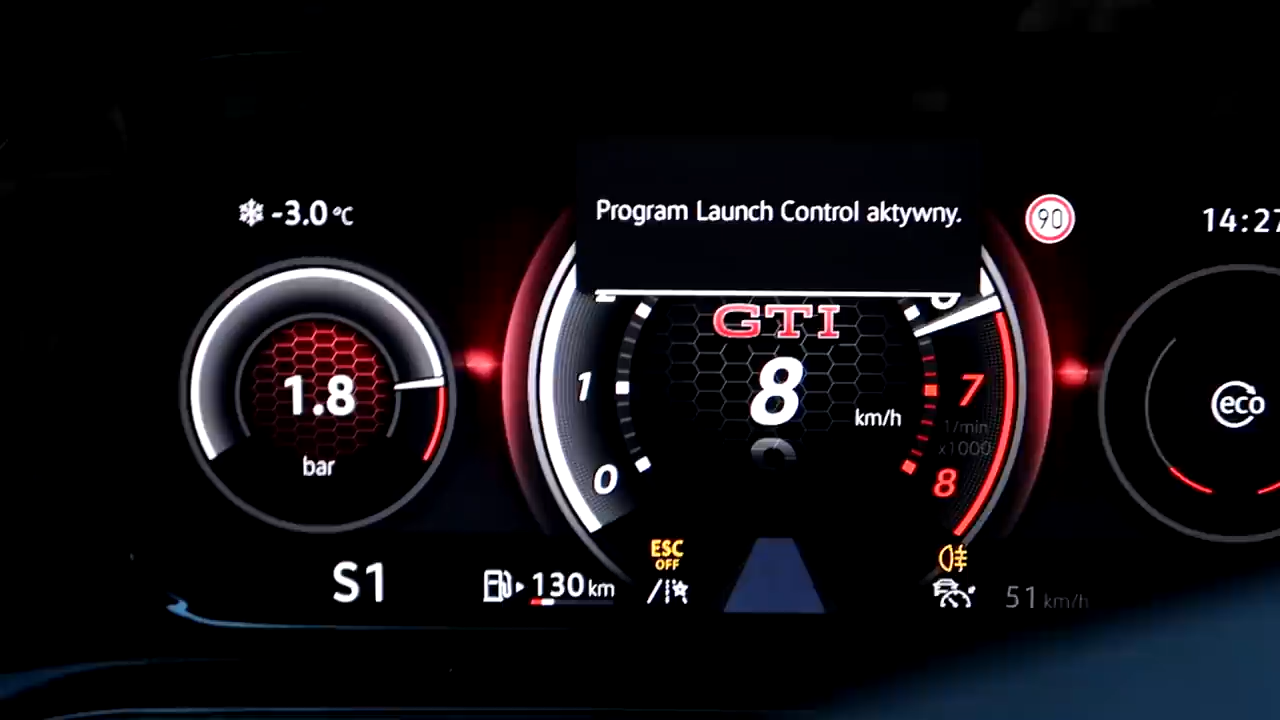 Program Launch Control aktywny.
-3.0 °C
90
14:27
GTI
1
8
km/h
7
1/min
x1000
0
8
1.8
bar
eco
ESC
OFF
S1
130 km
51 km/h